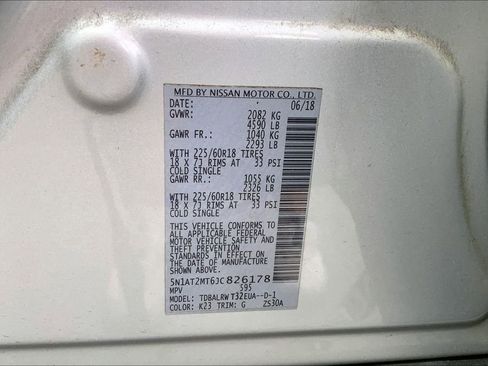 MFD BY NISSAN MOTOR CO., LTD.
DATE: 06/18
GVWR: 2082 KG
4590 LB
GAWR FR.: 1040 KG
2293 LB
WITH 225/60R18 TIRES
18 X 7J RIMS AT 33 PSI
COLD SINGLE
GAWR RR.: 1055 KG
2326 LB
WITH 225/60R18 TIRES
18 X 7J RIMS AT 33 PSI
COLD SINGLE
THIS VEHICLE CONFORMS
TO ALL APPLICABLE FEDERAL
MOTOR VEHICLE SAFETY AND
THEFT PREVENTION
STANDARDS IN EFFECT ON
THE DATE OF MANUFACTURE
SHOWN ABOVE.
5N1AT2MT6JC826178
MPV 595
MODEL: TDBALRWT32EUA--D-1
COLOR: K23 TRIM: G ZS30A